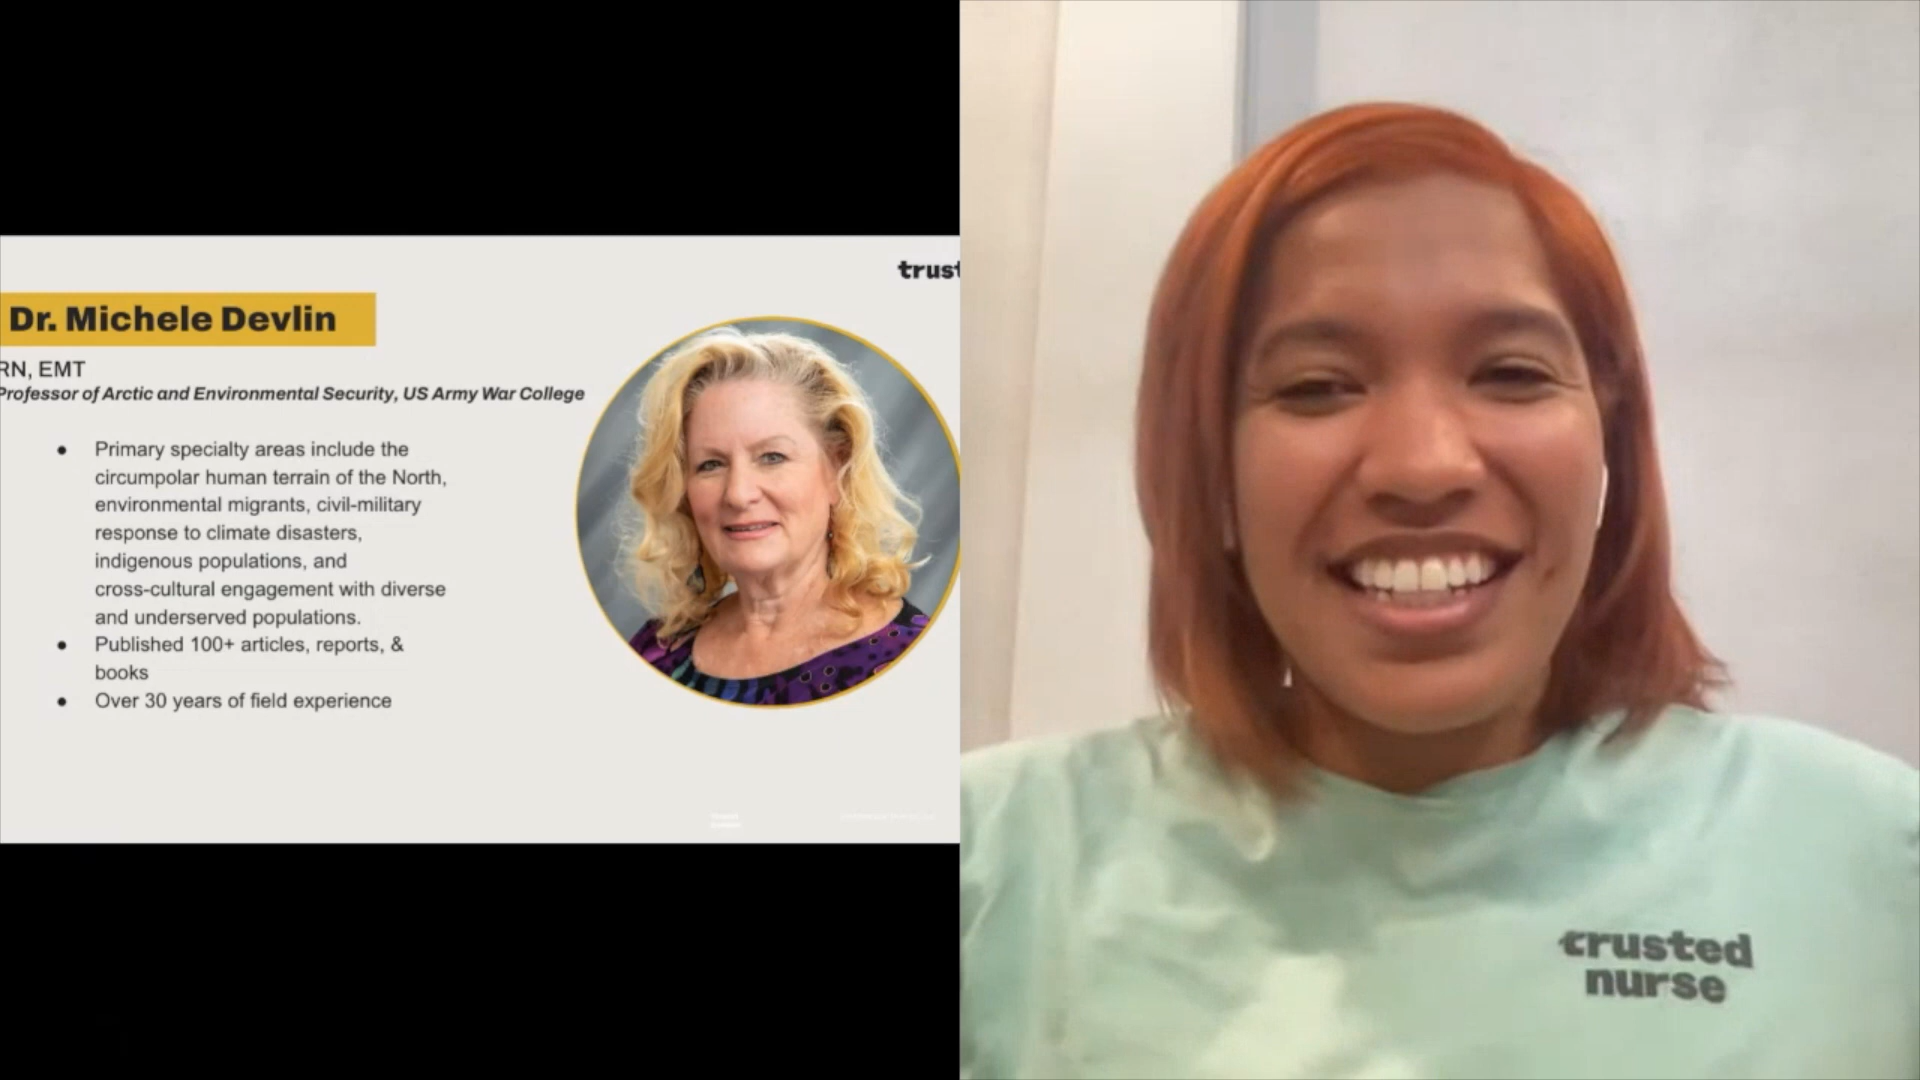 trust
Dr. Michele Devlin
RN, EMT
Professor of Arctic and Environmental Security, US Army War College
● Primary specialty areas include the
circumpolar human terrain of the North,
environmental migrants, civil-military
response to climate disasters,
indigenous populations, and
cross-cultural engagement with diverse
and underserved populations.
● Published 100+ articles, reports, &
books
● Over 30 years of field experience
trusted
nurse